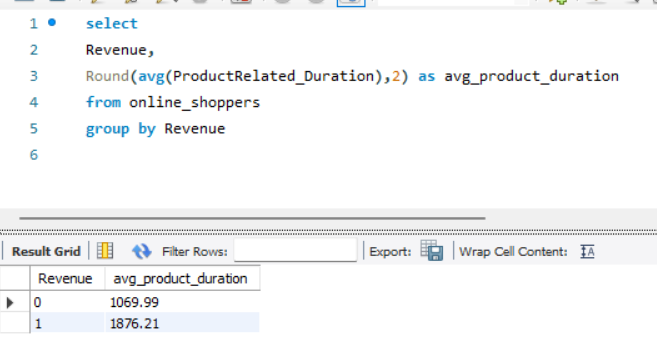 1 select
2 Revenue,
3 Round(avg(ProductRelated_Duration),2) as avg_product_duration
4 from online_shoppers
5 group by Revenue
6
Result Grid Filter Rows: Export: Wrap Cell Content: IA
Revenue avg_product_duration
0 1069.99
1 1876.21